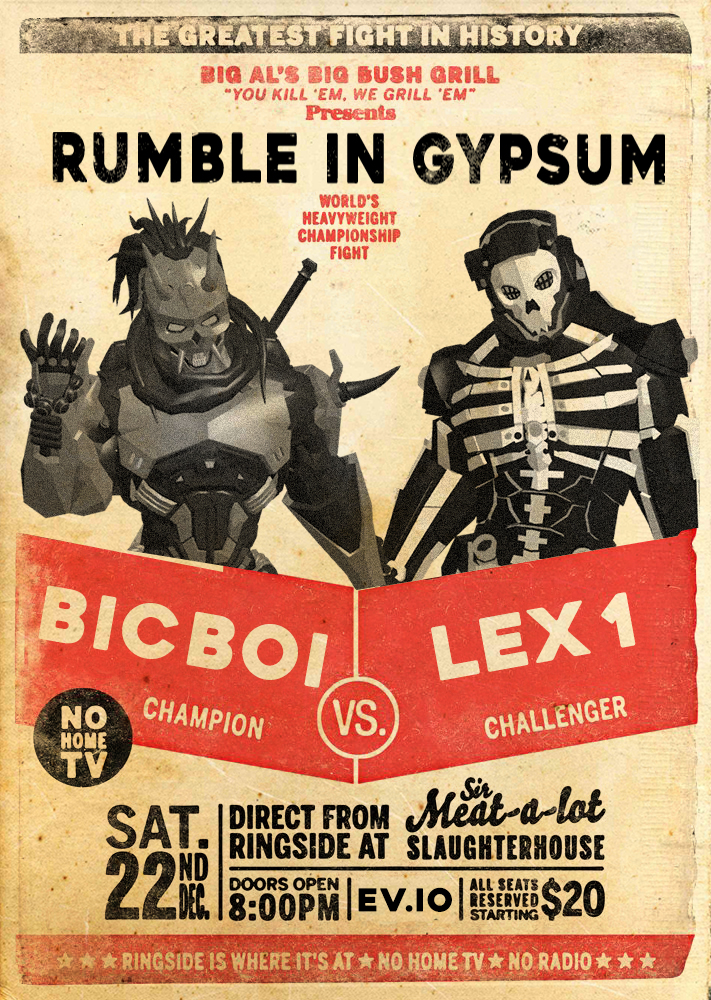 THE GREATEST FIGHT IN HISTORY
BIG AL'S BIG BUSH GRILL
"YOU KILL 'EM, WE GRILL 'EM"
Presents
RUMBLE IN GYPSUM
WORLD'S
HEAVYWEIGHT
CHAMPIONSHIP
FIGHT
BICBOI
CHAMPION
VS.
LEX 1
CHALLENGER
NO
HOME
TV
SAT.
22ND
DEC.
DIRECT FROM
RINGSIDE AT
Sir
Meat-a-lot
SLAUGHTERHOUSE
DOORS OPEN
8:00PM
EV.IO
ALL SEATS
RESERVED
STARTING
$20
★ ★ ★ RINGSIDE IS WHERE IT'S AT ★ NO HOME TV ★ NO RADIO ★ ★ ★